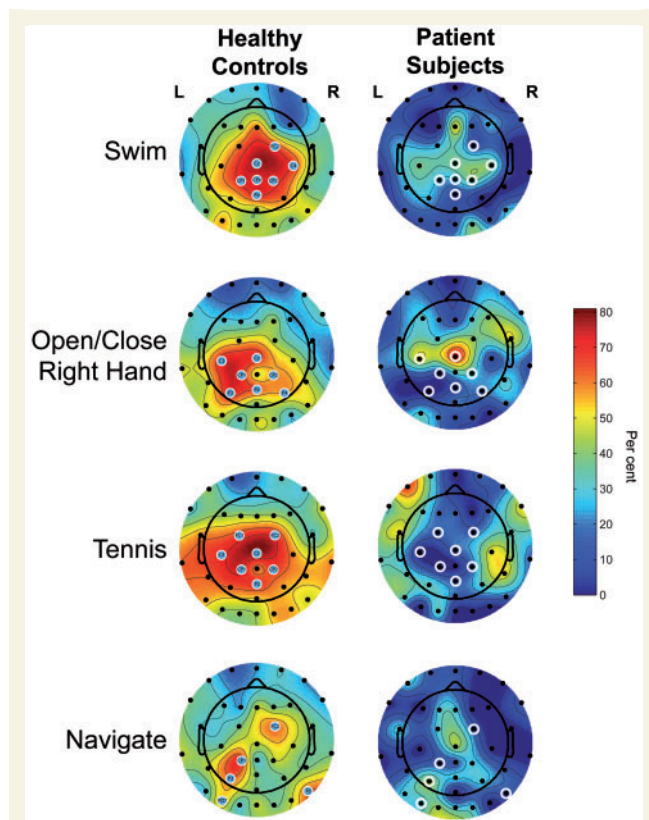 Healthy Controls
Patient Subjects
L
R
L
R
Swim
Open/Close
Right Hand
Tennis
Navigate
80
70
60
50
40
30
20
10
0
Per cent